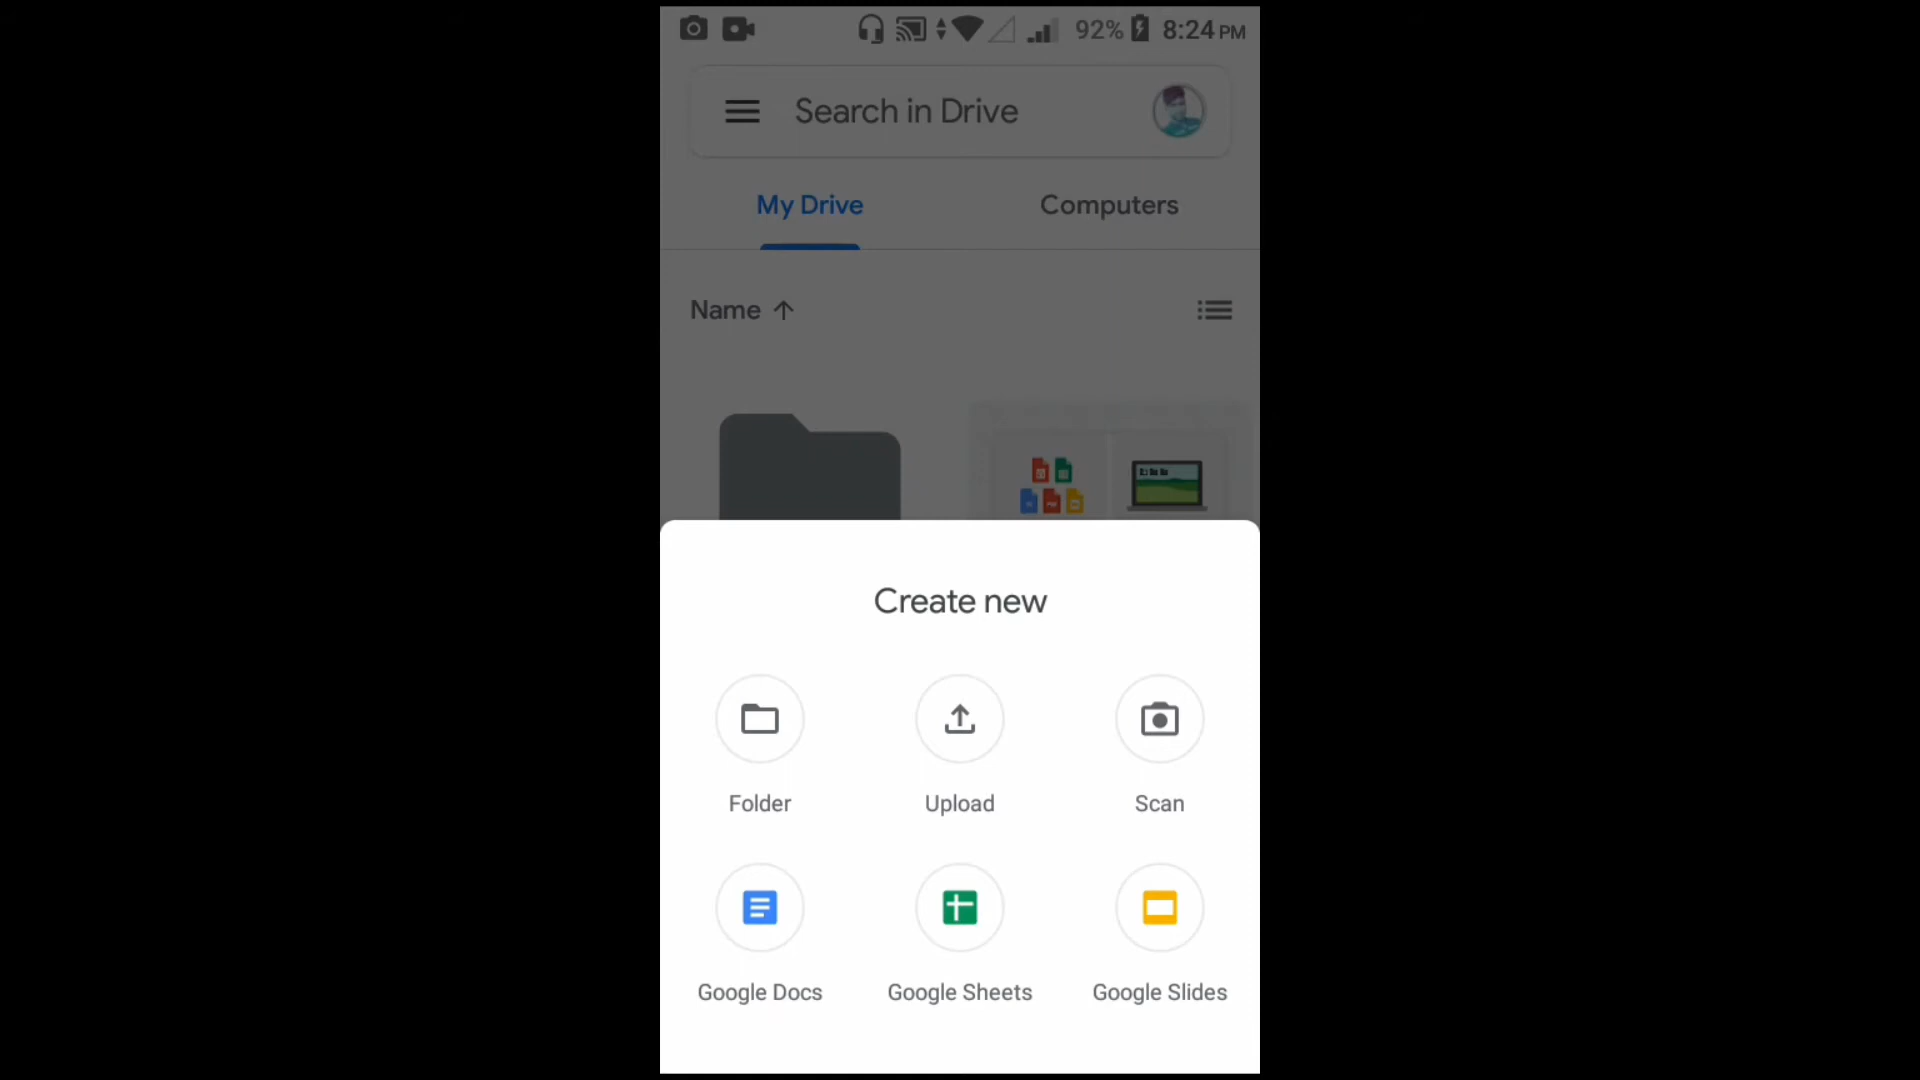 92% 8:24 PM
Search in Drive
My Drive Computers
Name
Create new
Folder Upload Scan
Google Docs Google Sheets Google Slides